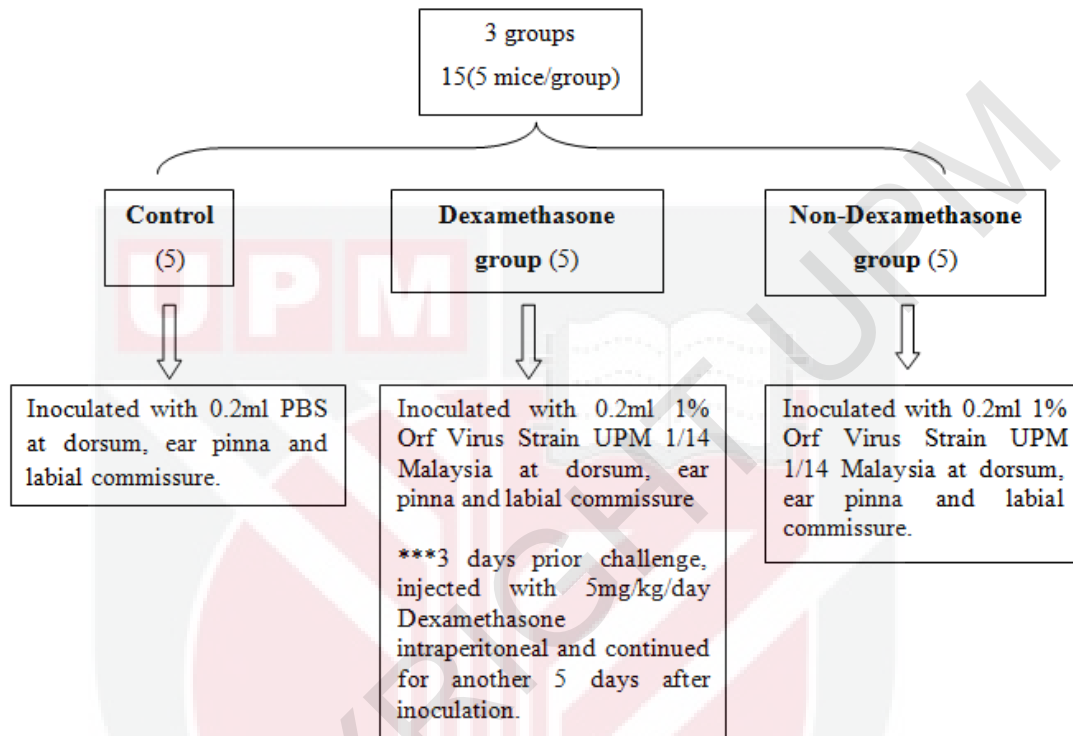 3 groups
15(5 mice/group)
Control
(5)
Dexamethasone
group (5)
Non-Dexamethasone
group (5)
Inoculated with 0.2ml PBS
at dorsum, ear pinna and
labial commissure.
Inoculated with 0.2ml 1%
Orf Virus Strain UPM 1/14
Malaysia at dorsum, ear
pinna and labial commissure
***3 days prior challenge,
injected with 5mg/kg/day
Dexamethasone
intraperitoneal and continued
for another 5 days after
inoculation.
Inoculated with 0.2ml 1%
Orf Virus Strain UPM
1/14 Malaysia at dorsum,
ear pinna and labial
commissure.
UPM
YRIGHT UPM